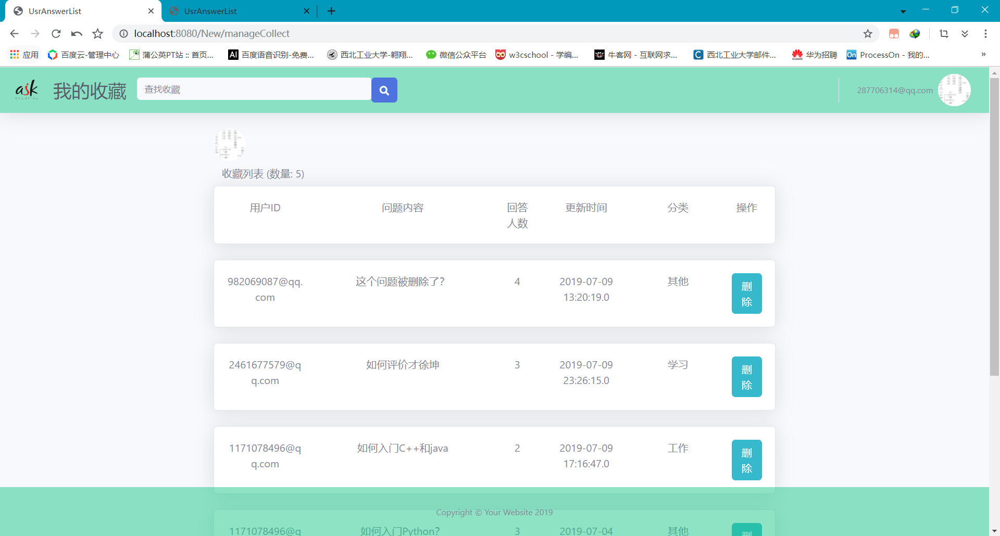 UsrAnswerList
UsrAnswerList
localhost:8080/New/manageCollect
应用
百度云-管理中心
蒲公英PT站 :: 首页...
AI
百度语音识别-免费...
西北工业大学-翱翔...
微信公众平台
w3cschool - 学编...
牛客网 - 互联网求...
C
西北工业大学邮件...
华为招聘
On
ProcessOn - 我的...
»
ask
creative
我的收藏
查找收藏
287706314@qq.com
收藏列表 (数量: 5)
用户ID
问题内容
回答
人数
更新时间
分类
操作
982069087@qq.
com
这个问题被删除了?
4
2019-07-09
13:20:19.0
其他
删
除
2461677579@q
q.com
如何评价才徐坤
3
2019-07-09
23:26:15.0
学习
删
除
1171078496@q
q.com
如何入门C++和java
2
2019-07-09
17:16:47.0
工作
删
除
Copyright © Your Website 2019
1171078496@q
如何入门Python?
3
2019-07-04
其他